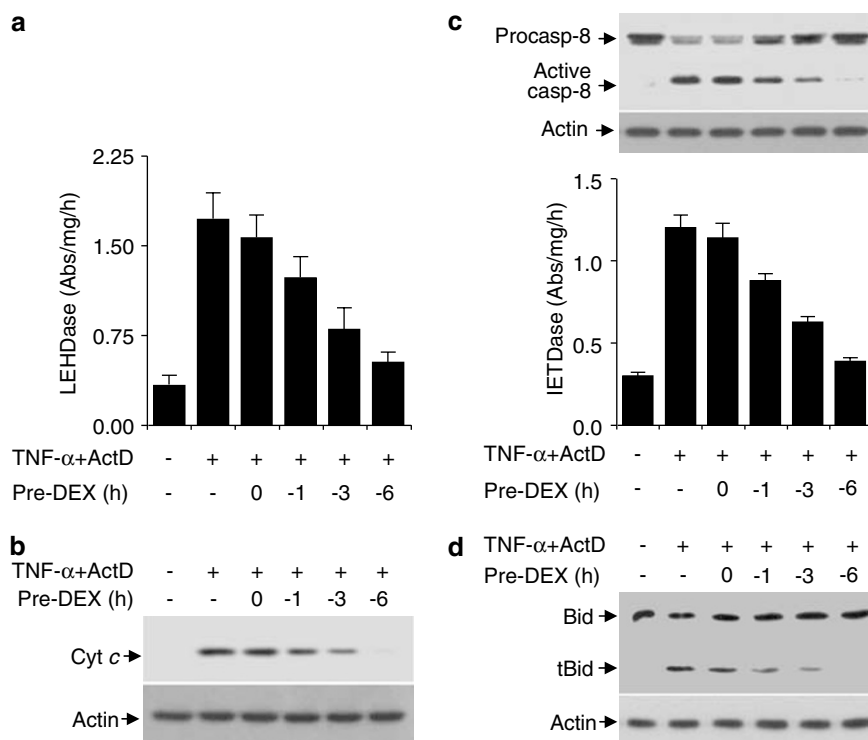 a
2.25
1.50
0.75
0.00
LEHDase (Abs/mg/h)
TNF-α+ActD - + + + + +
Pre-DEX (h) - - 0 -1 -3 -6
b
TNF-α+ActD - + + + + +
Pre-DEX (h) - - 0 -1 -3 -6
Cyt c
Actin
c
Procasp-8
Active
casp-8
Actin
1.5
1.0
0.5
0.0
IETDase (Abs/mg/h)
TNF-α+ActD - + + + + +
Pre-DEX (h) - - 0 -1 -3 -6
d
TNF-α+ActD - + + + + +
Pre-DEX (h) - - 0 -1 -3 -6
Bid
tBid
Actin